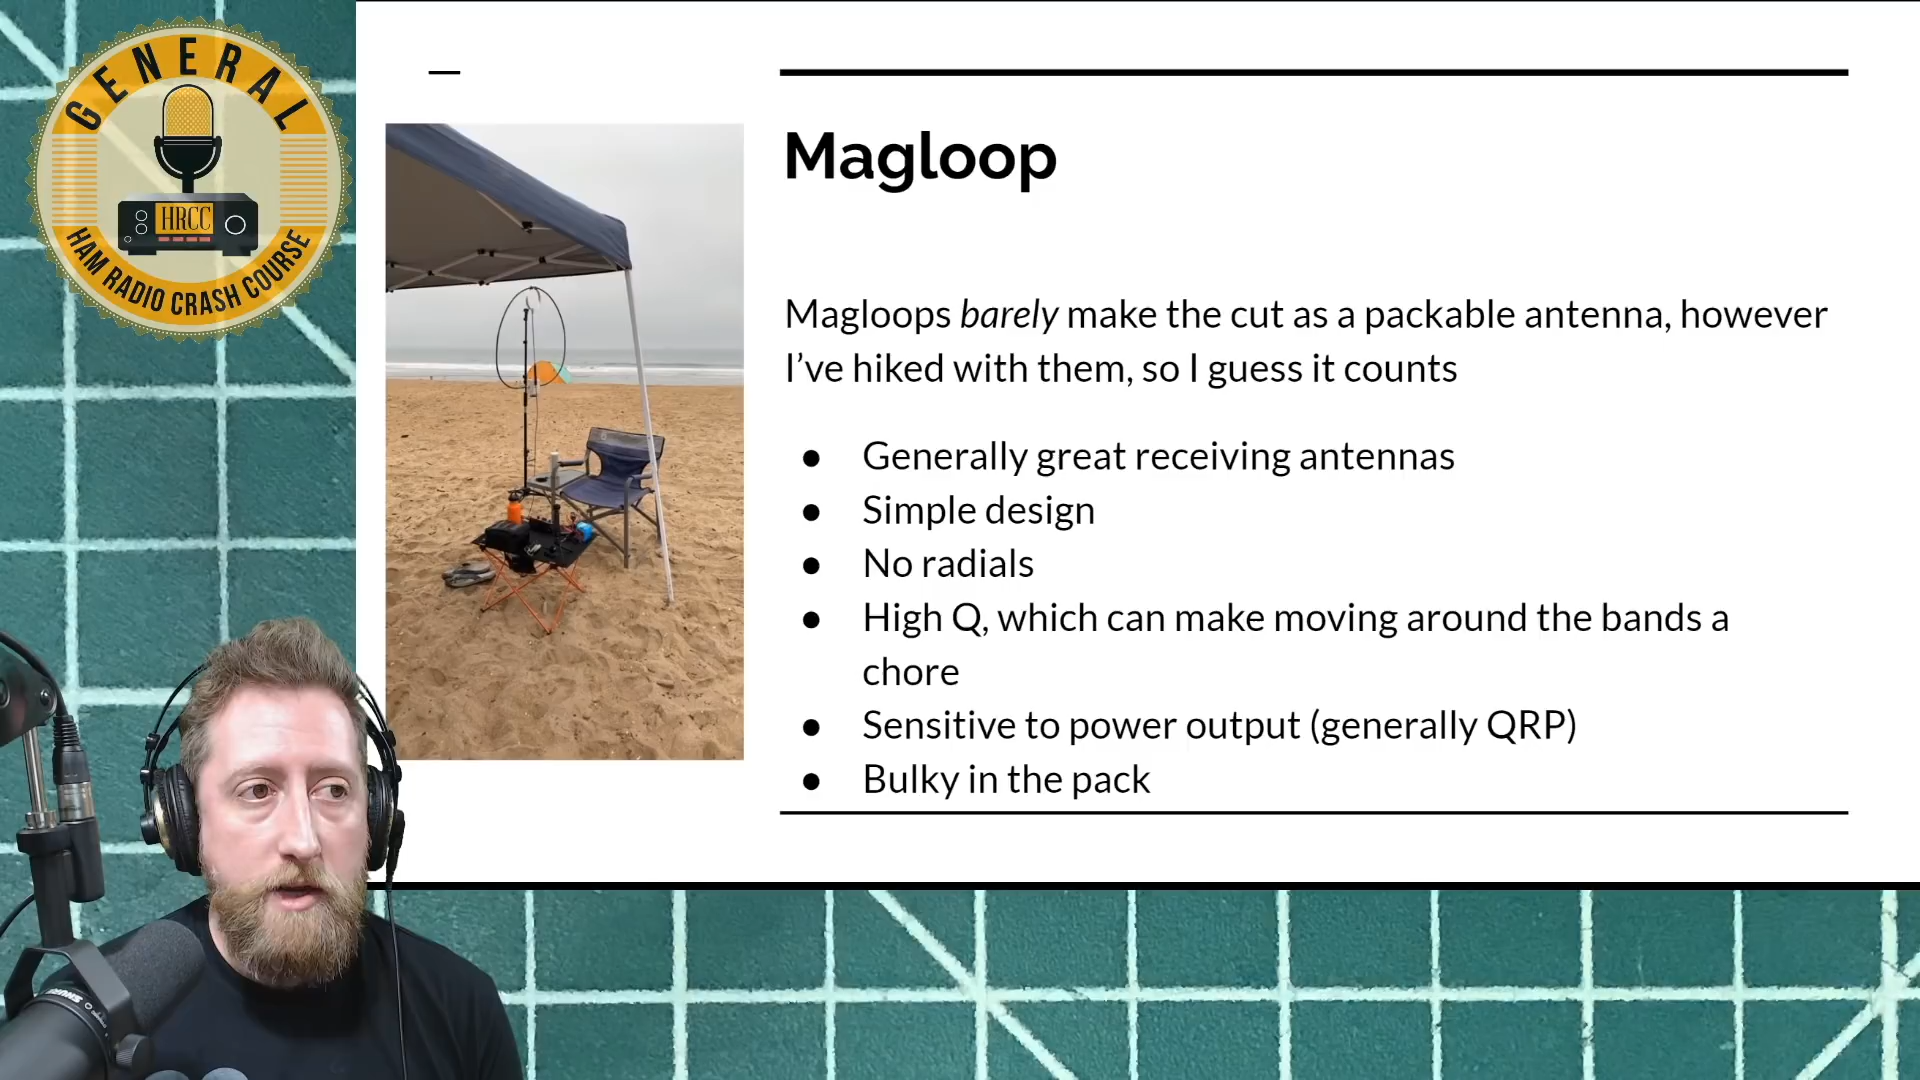 GENERAL
HRCC
HAM RADIO CRASH COURSE
Magloop
Magloops barely make the cut as a packable antenna, however
I’ve hiked with them, so I guess it counts
● Generally great receiving antennas
● Simple design
● No radials
● High Q, which can make moving around the bands a
chore
● Sensitive to power output (generally QRP)
● Bulky in the pack
SHURE